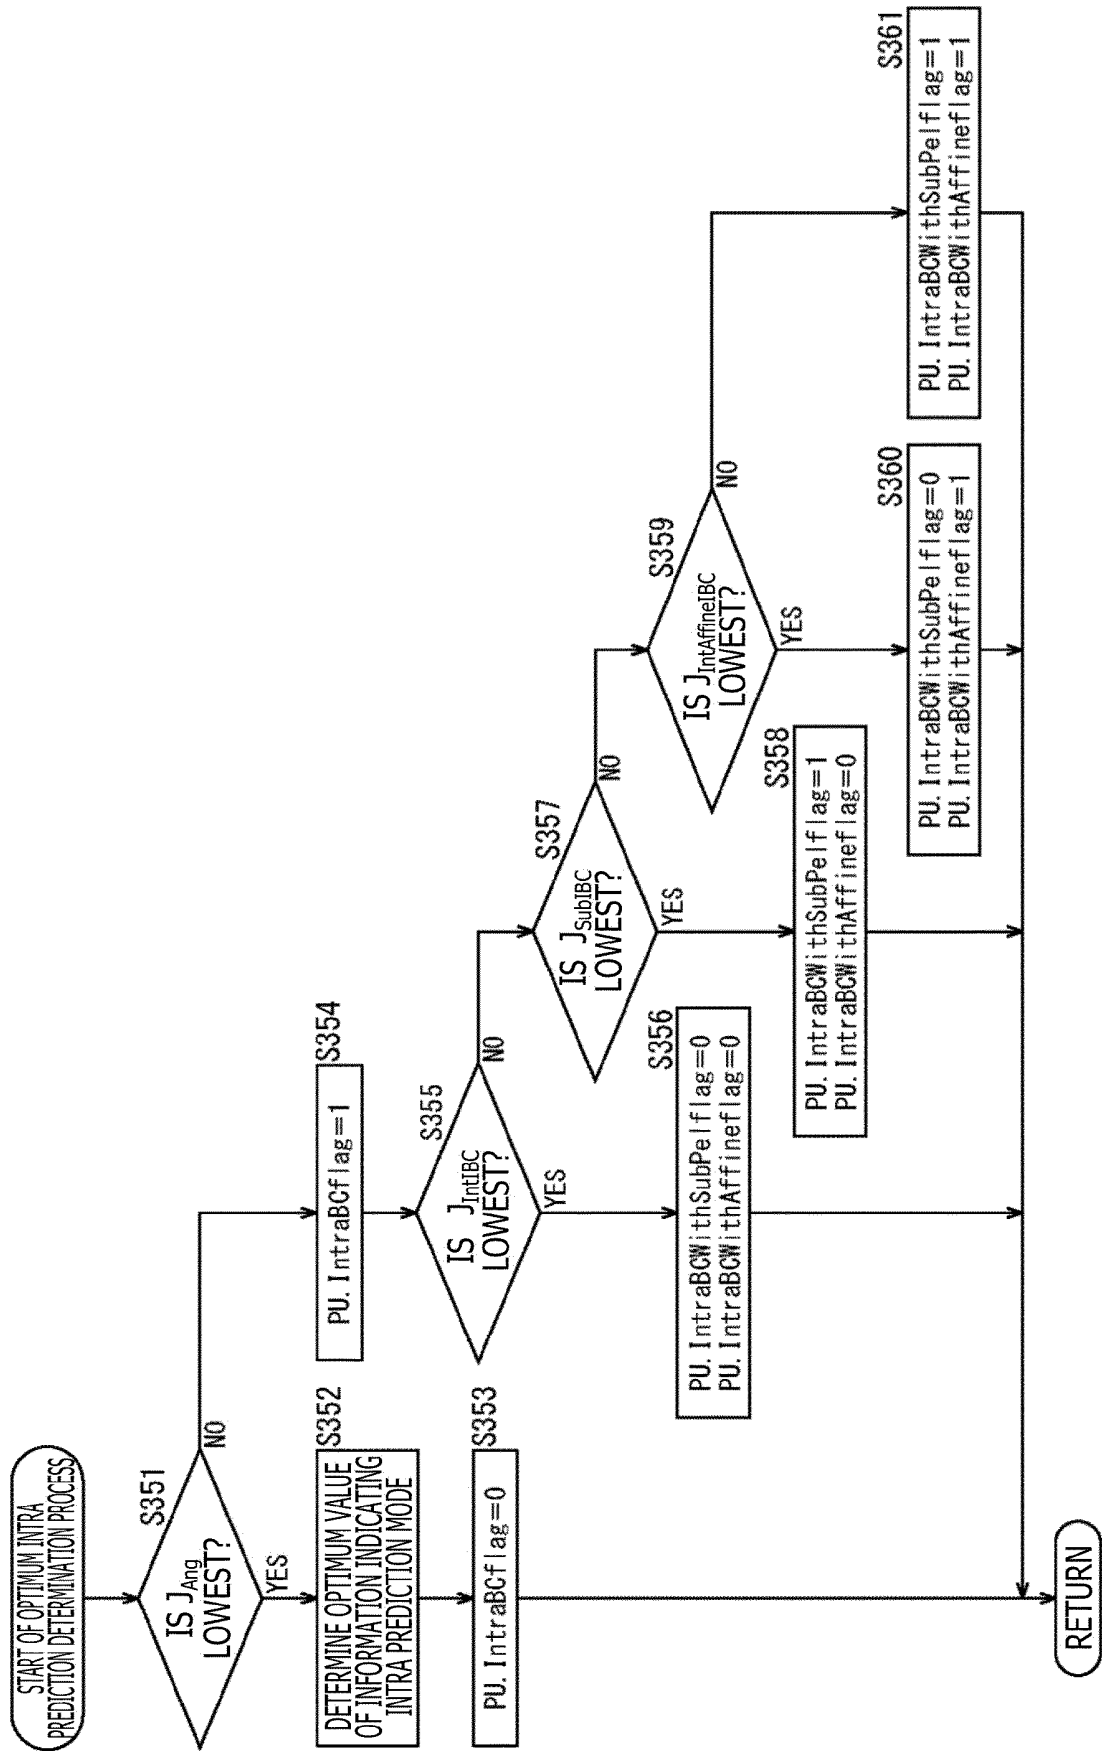 START OF OPTIMUM INTRA
PREDICTION DETERMINATION PROCESS
S351
IS J_Ang
LOWEST?
YES
NO
S352
DETERMINE OPTIMUM VALUE
OF INFORMATION INDICATING
INTRA PREDICTION MODE
S353
PU.IntraBCflag=0
S354
PU.IntraBCflag=1
S355
IS J_IntIBC
LOWEST?
YES
NO
S356
PU.IntraBCWithSubPelflag=0
PU.IntraBCWithAffineflag=0
S357
IS J_SubIBC
LOWEST?
YES
NO
S358
PU.IntraBCWithSubPelflag=1
PU.IntraBCWithAffineflag=0
S359
IS J_IntAffineIBC
LOWEST?
YES
NO
S360
PU.IntraBCWithSubPelflag=0
PU.IntraBCWithAffineflag=1
S361
PU.IntraBCWithSubPelflag=1
PU.IntraBCWithAffineflag=1
RETURN